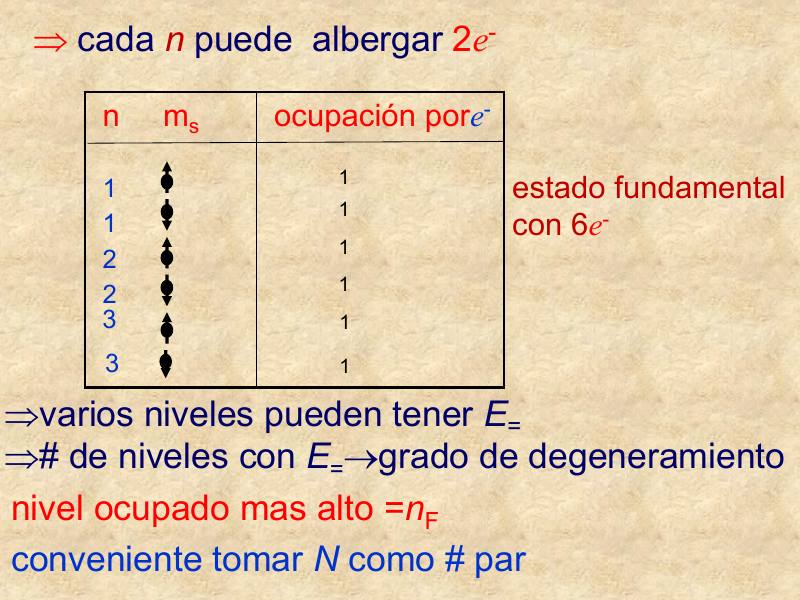 ⇒ cada n puede albergar 2e-
n ms ocupación pore-
1 1
1 1
2 1
2 1
3 1
3 1
estado fundamental
con 6e-
⇒varios niveles pueden tener E=
⇒# de niveles con E=→grado de degeneramiento
nivel ocupado mas alto =nF
conveniente tomar N como # par